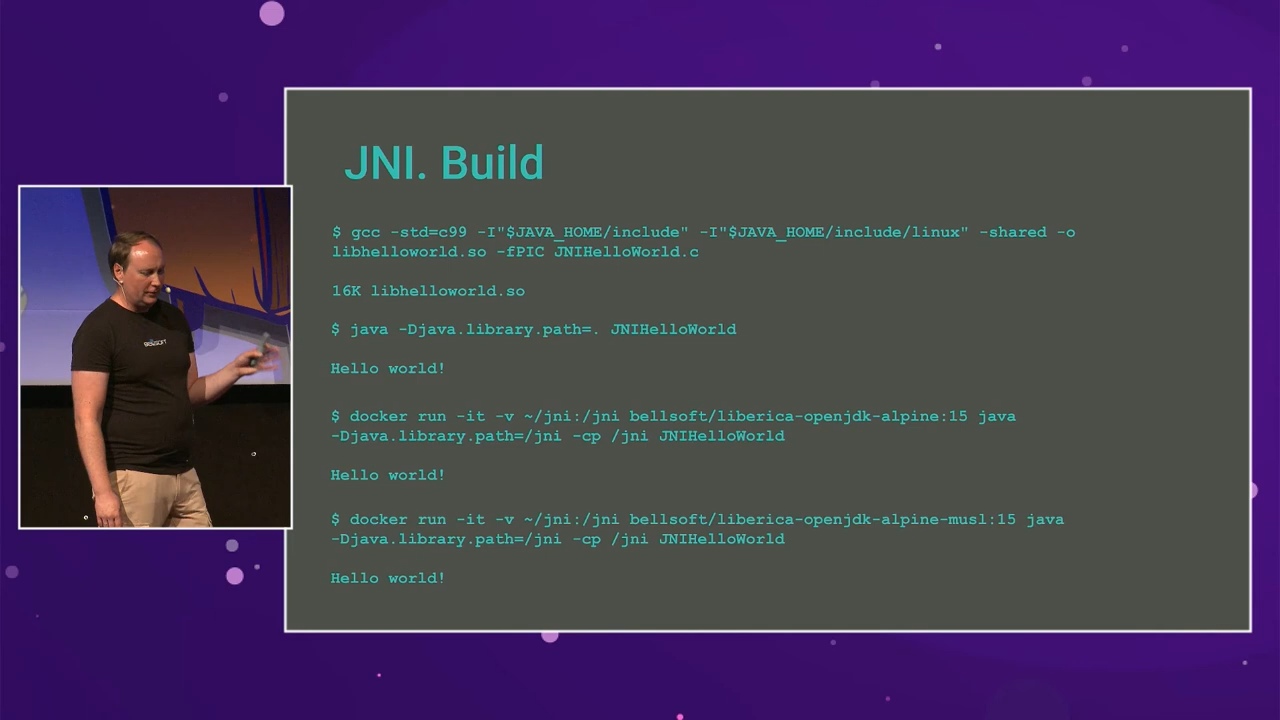 JNI. Build
$ gcc -std=c99 -I"$JAVA_HOME/include" -I"$JAVA_HOME/include/linux" -shared -o
libhelloworld.so -fPIC JNIHelloWorld.c
16K libhelloworld.so
$ java -Djava.library.path=. JNIHelloWorld
Hello world!
$ docker run -it -v ~/jni:/jni bellsoft/liberica-openjdk-alpine:15 java
-Djava.library.path=/jni -cp /jni JNIHelloWorld
Hello world!
$ docker run -it -v ~/jni:/jni bellsoft/liberica-openjdk-alpine-musl:15 java
-Djava.library.path=/jni -cp /jni JNIHelloWorld
Hello world!